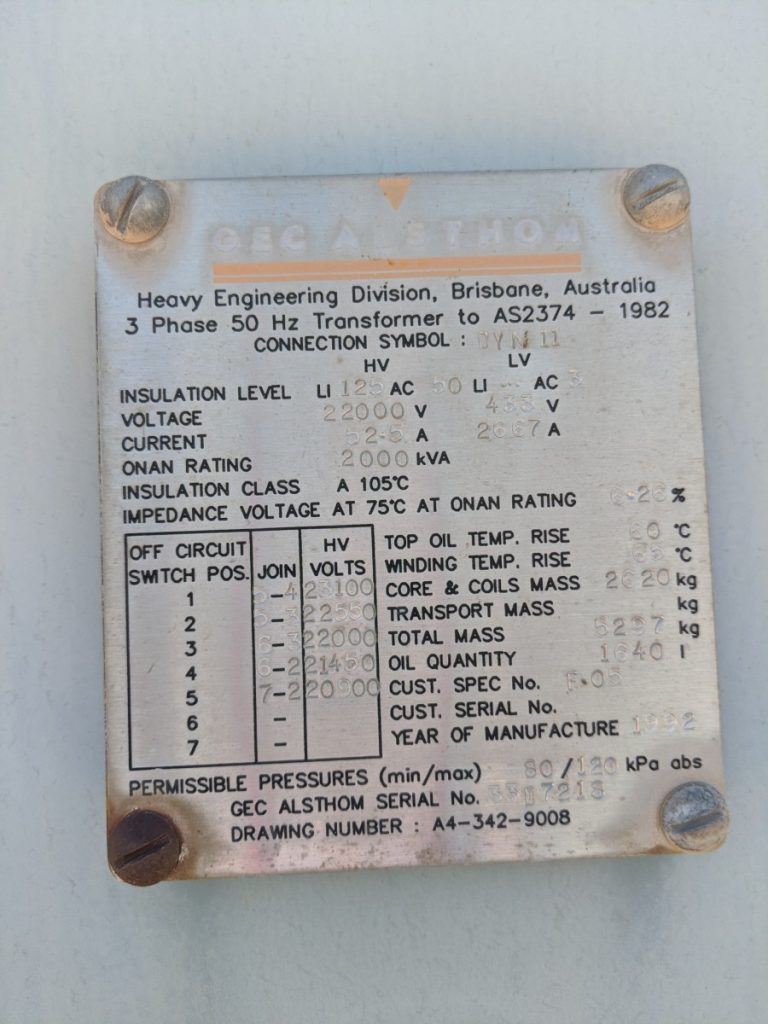 GEC ALSTHOM
Heavy Engineering Division, Brisbane, Australia
3 Phase 50 Hz Transformer to AS2374 - 1982
CONNECTION SYMBOL : DYN 11
HV LV
INSULATION LEVEL LI 125 AC 50 LI - AC 3
VOLTAGE 22000 V 433 V
CURRENT 52.5 A 2667 A
ONAN RATING 2000 kVA
INSULATION CLASS A 105°C
IMPEDANCE VOLTAGE AT 75°C AT ONAN RATING 6.26 %
OFF CIRCUIT SWITCH POS. JOIN HV VOLTS
1 5-4 23100
2 5-3 22550
3 6-3 22000
4 6-2 21450
5 7-2 20900
6 -
7 -
TOP OIL TEMP. RISE 60 °C
WINDING TEMP. RISE 65 °C
CORE & COILS MASS 2620 kg
TRANSPORT MASS kg
TOTAL MASS kg
OIL QUANTITY 1640 l
CUST. SPEC No.
CUST. SERIAL No.
YEAR OF MANUFACTURE 1992
PERMISSIBLE PRESSURES (min/max) 80/120 kPa abs
GEC ALSTHOM SERIAL No.
DRAWING NUMBER : A4-342-9008